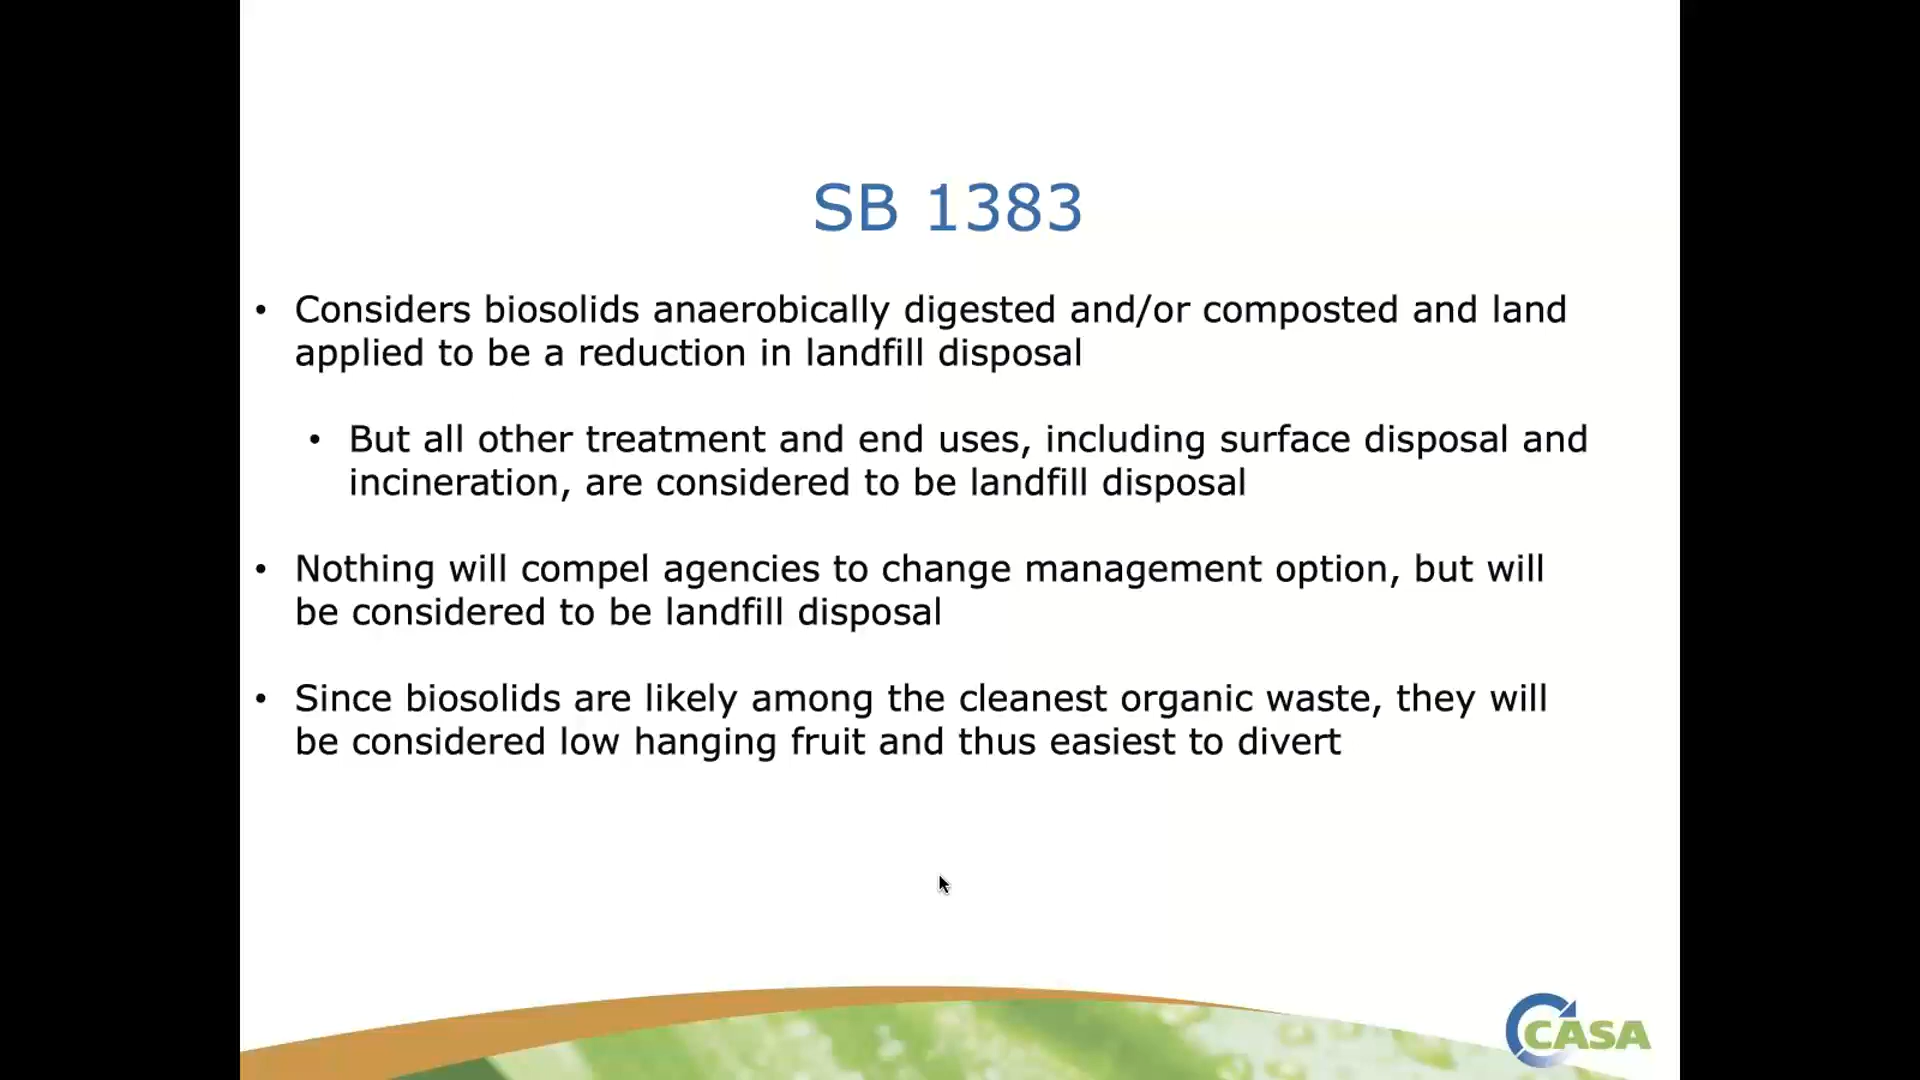 SB 1383
• Considers biosolids anaerobically digested and/or composted and land
applied to be a reduction in landfill disposal
• But all other treatment and end uses, including surface disposal and
incineration, are considered to be landfill disposal
• Nothing will compel agencies to change management option, but will
be considered to be landfill disposal
• Since biosolids are likely among the cleanest organic waste, they will
be considered low hanging fruit and thus easiest to divert
CASA